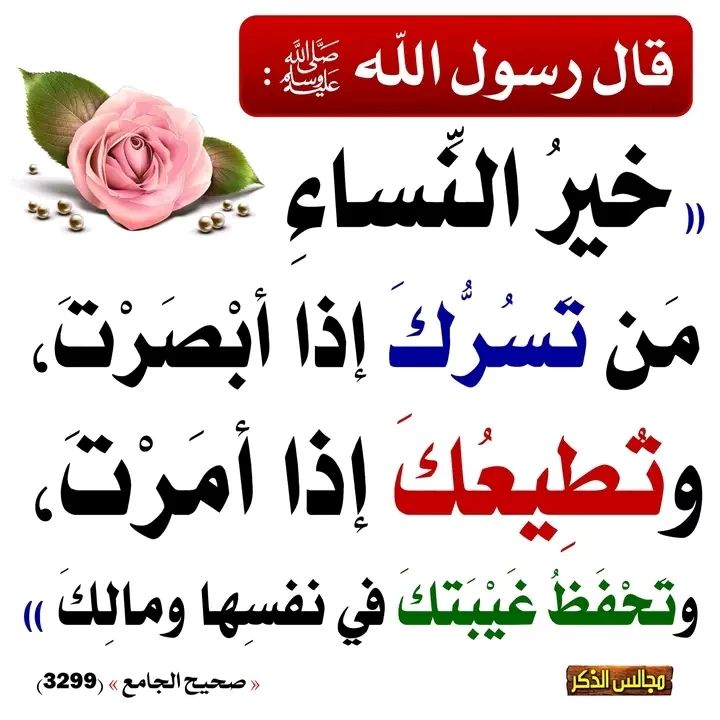 قال رسول الله ﷺ :
(( خيرُ النِّساءِ
مَن تَسُرُّكَ إذا أبْصَرْتَ،
وتُطِيعُكَ إذا أمَرْتَ،
وتَحْفَظُ غَيْبَتكَ في نفسِها ومالِكَ ))
« صحيح الجامع » (3299)
مجالس الذكر